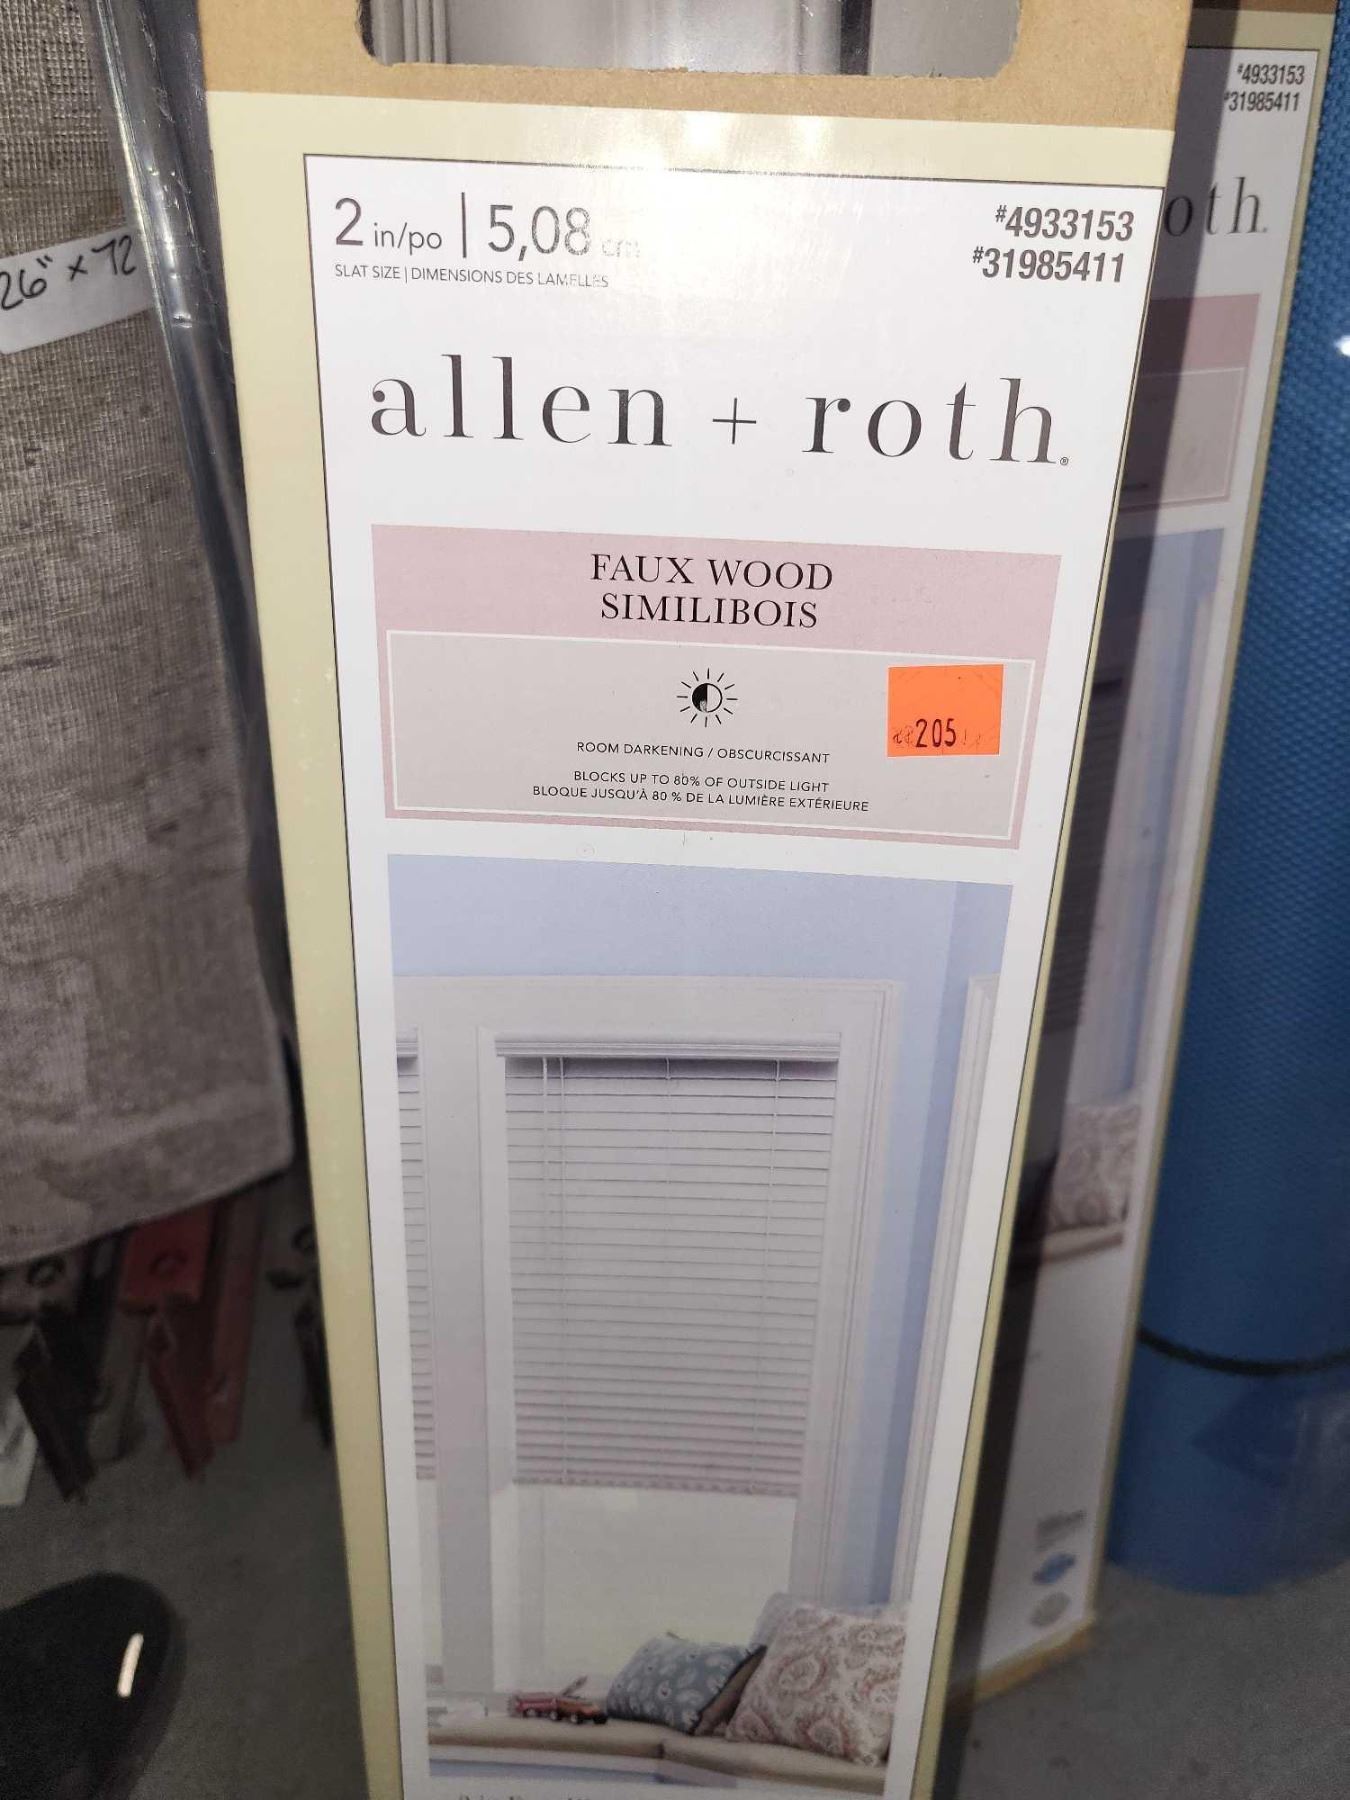 26" x 72
2 in/po | 5,08 cm
SLAT SIZE | DIMENSIONS DES LAMELLES
#4933153
#31985411
allen + roth®
FAUX WOOD
SIMILIBOIS
205
ROOM DARKENING / OBSCURCISSANT
BLOCKS UP TO 80% OF OUTSIDE LIGHT
BLOQUE JUSQU'À 80 % DE LA LUMIÈRE EXTÉRIEURE
#4933153
#31985411
oth